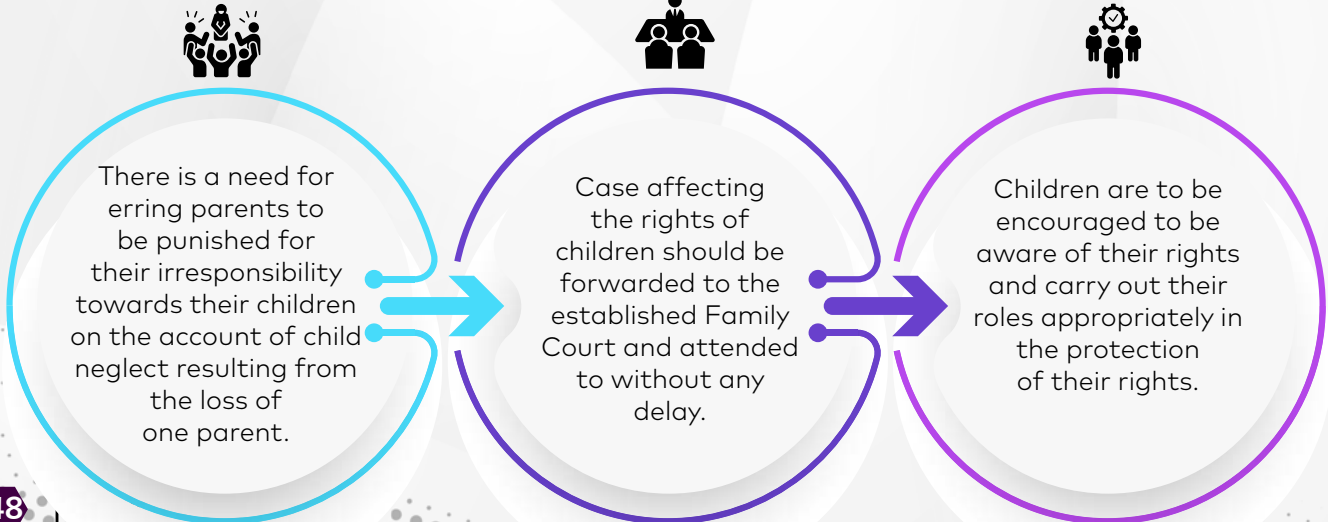 There is a need for
erring parents to
be punished for
their irresponsibility
towards their children
on the account of child
neglect resulting from
the loss of
one parent.
Case affecting
the rights of
children should be
forwarded to the
established Family
Court and attended
to without any
delay.
Children are to be
encouraged to be
aware of their rights
and carry out their
roles appropriately in
the protection
of their rights.
48